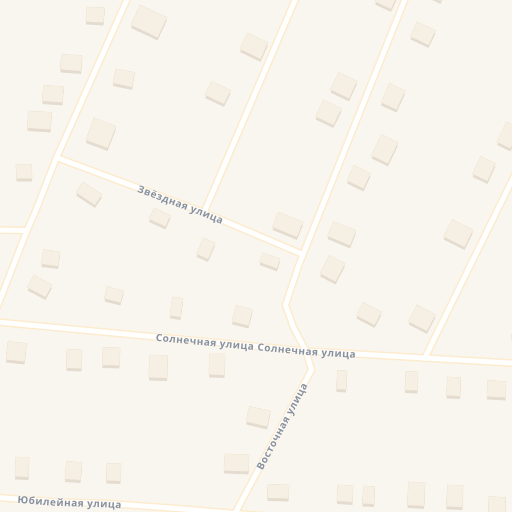 Звёздная улица
Солнечная улица Солнечная улица
Восточная улица
Юбилейная улица